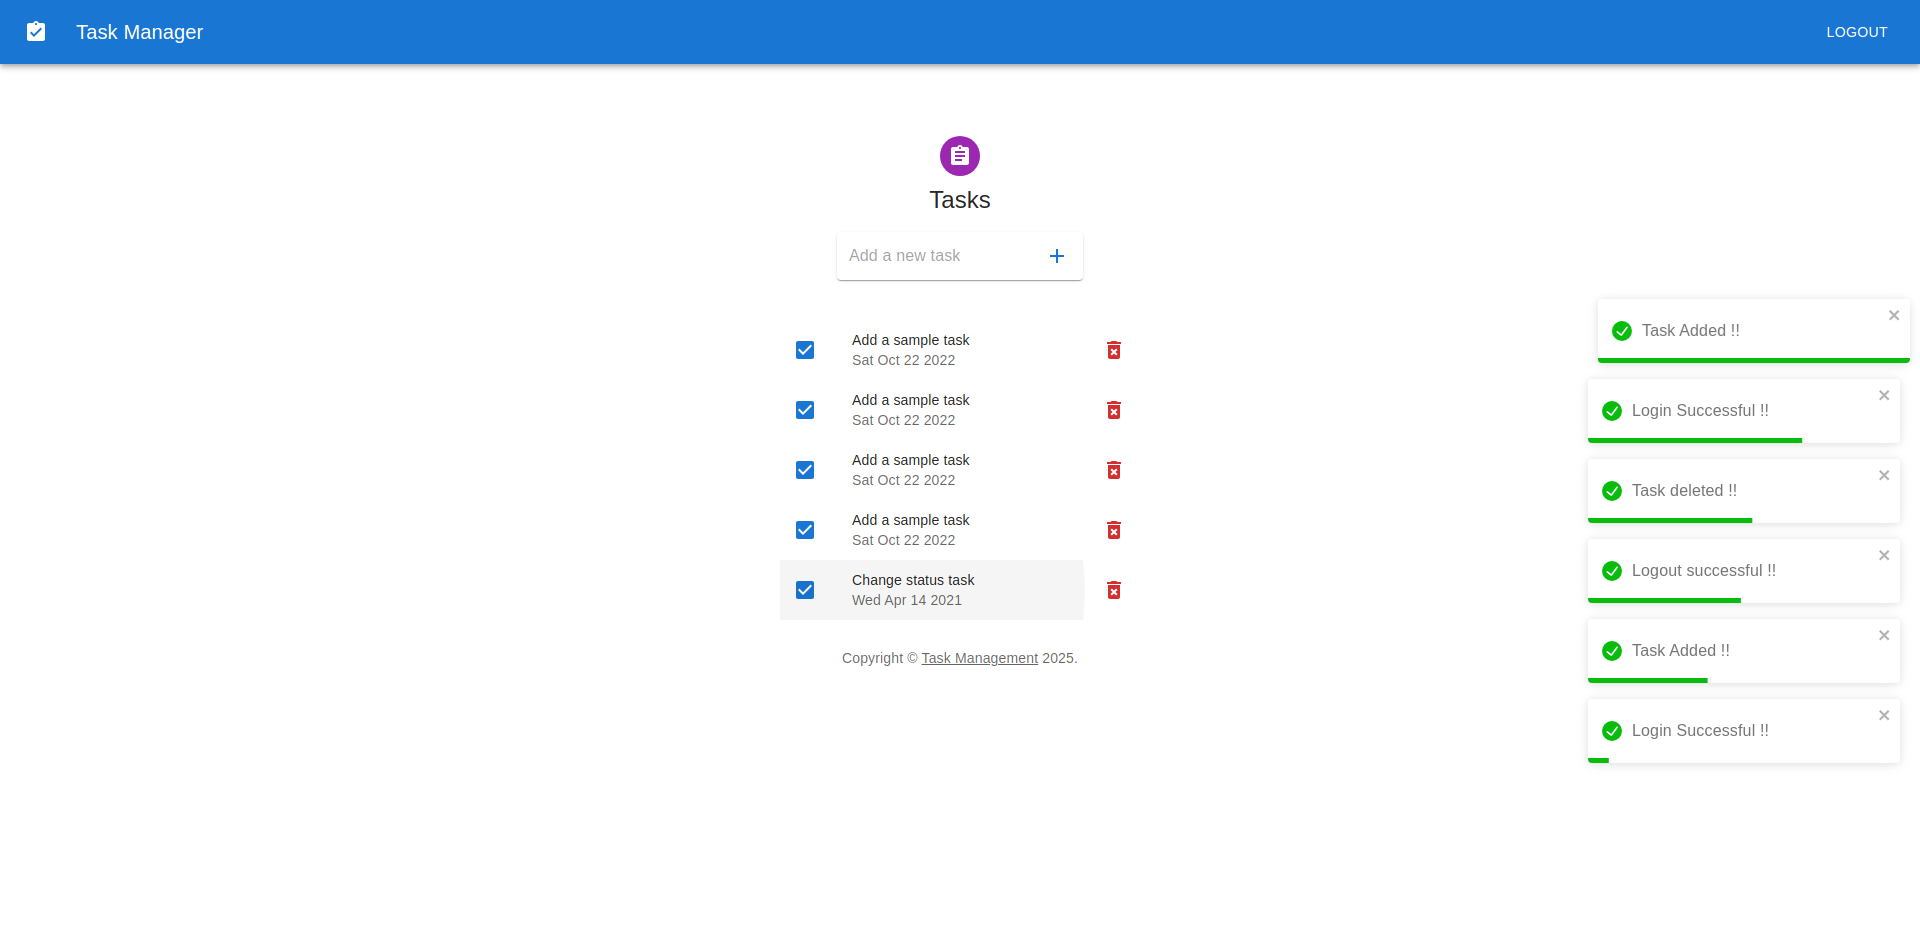 Task Manager
LOGOUT
Tasks
Add a new task
Add a sample task
Sat Oct 22 2022
Add a sample task
Sat Oct 22 2022
Add a sample task
Sat Oct 22 2022
Add a sample task
Sat Oct 22 2022
Change status task
Wed Apr 14 2021
Copyright © Task Management 2025.
Task Added !!
Login Successful !!
Task deleted !!
Logout successful !!
Task Added !!
Login Successful !!